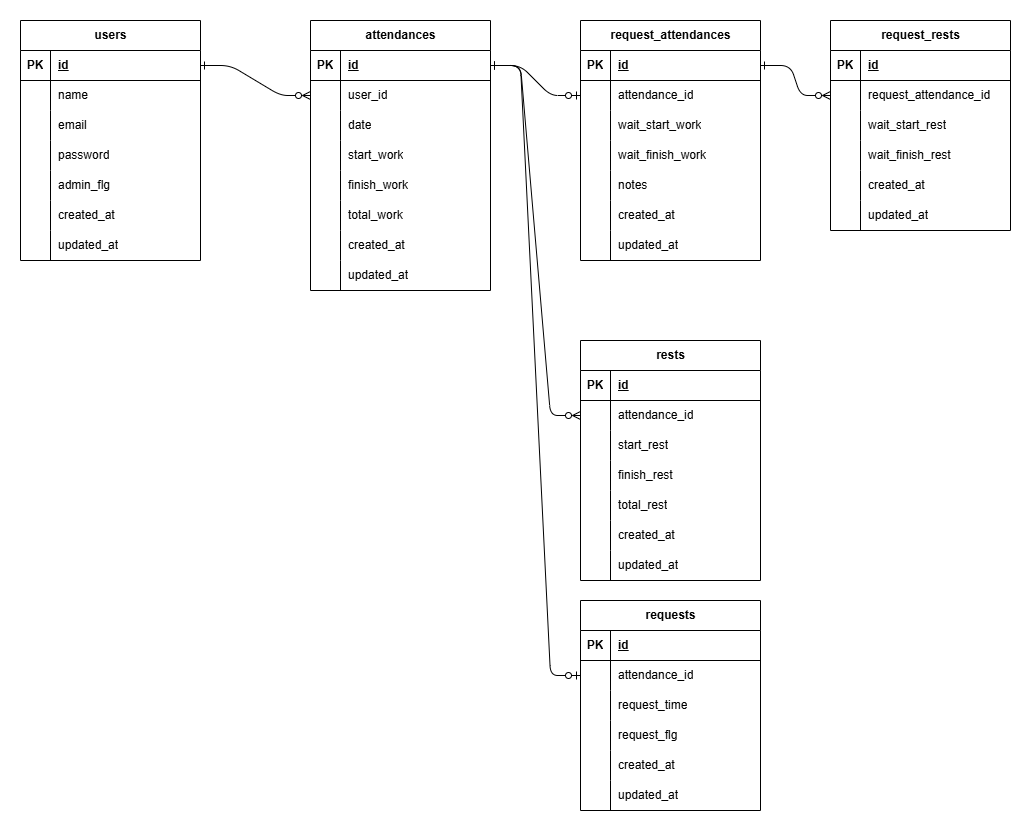 users
PK id
name
email
password
admin_flg
created_at
updated_at
attendances
PK id
user_id
date
start_work
finish_work
total_work
created_at
updated_at
request_attendances
PK id
attendance_id
wait_start_work
wait_finish_work
notes
created_at
updated_at
request_rests
PK id
request_attendance_id
wait_start_rest
wait_finish_rest
created_at
updated_at
rests
PK id
attendance_id
start_rest
finish_rest
total_rest
created_at
updated_at
requests
PK id
attendance_id
request_time
request_flg
created_at
updated_at